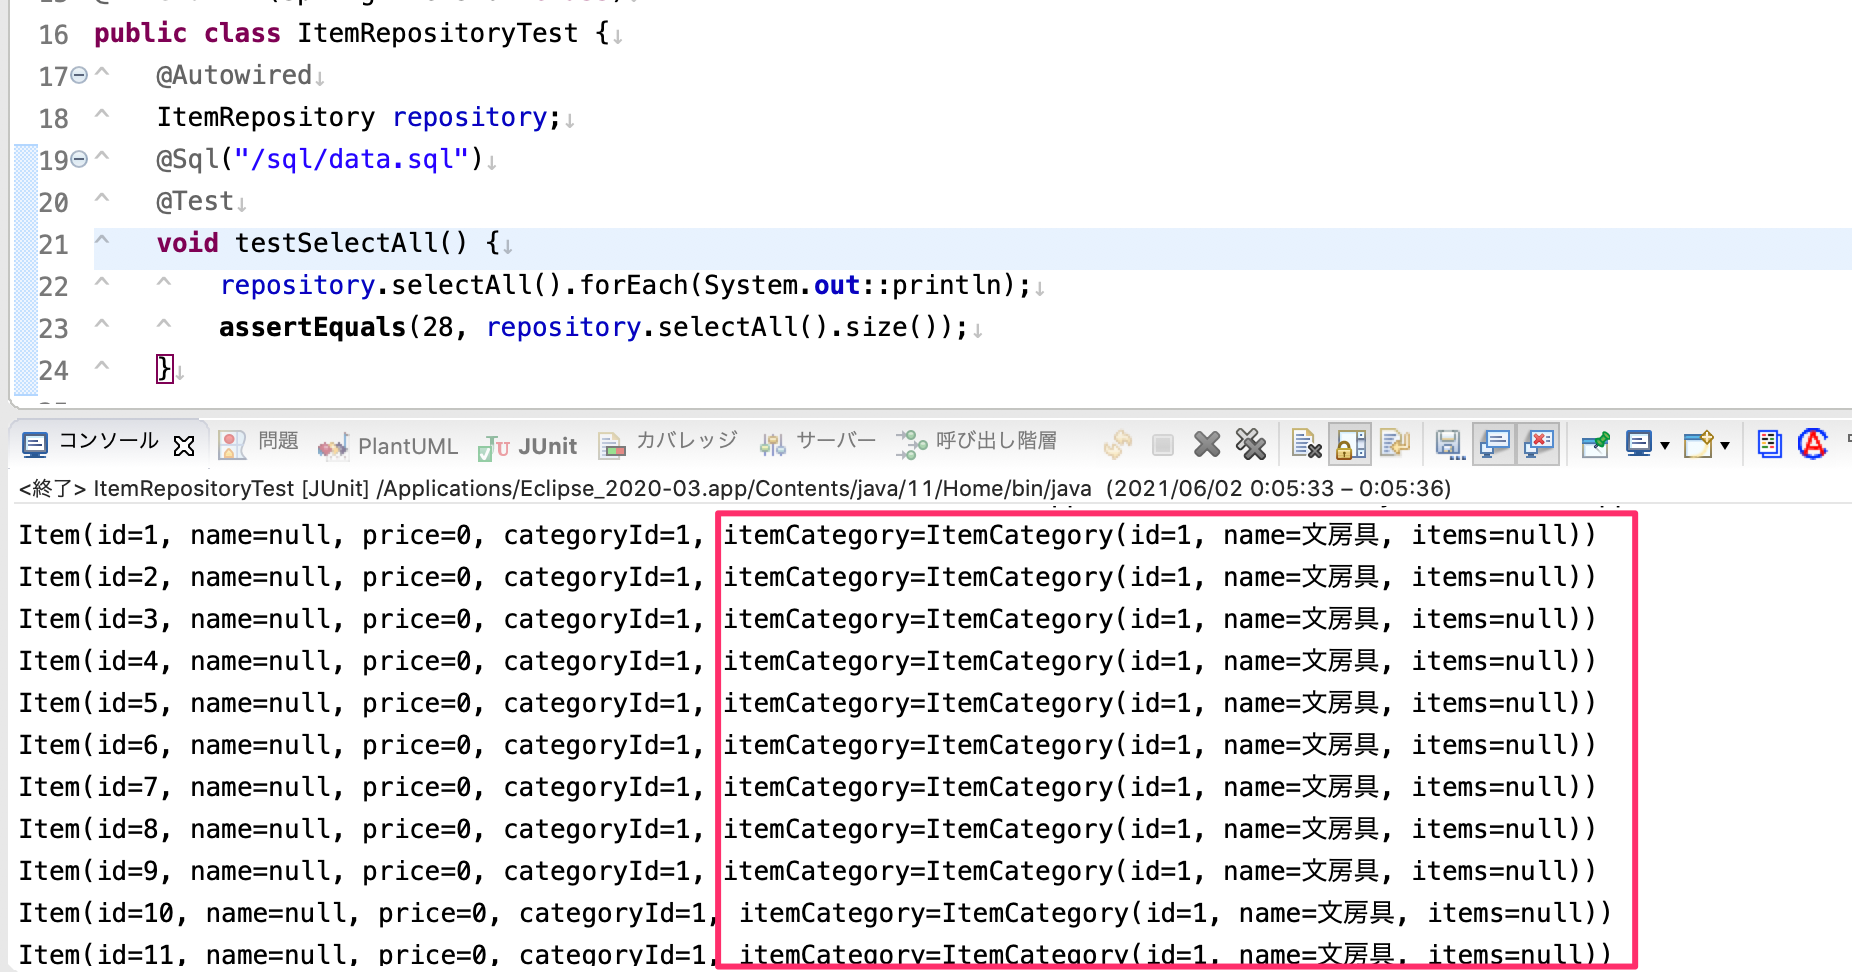 16 public class ItemRepositoryTest {↓
17 ^ @Autowired↓
18 ^ ItemRepository repository;↓
19 ^ @Sql("/sql/data.sql")↓
20 ^ @Test↓
21 ^ void testSelectAll() {↓
22 ^ ^ repository.selectAll().forEach(System.out::println);↓
23 ^ ^ assertEquals(28, repository.selectAll().size());↓
24 ^ }↓
コンソール 問題 PlantUML JUnit カバレッジ サーバー 呼び出し階層
<終了> ItemRepositoryTest [JUnit] /Applications/Eclipse_2020-03.app/Contents/java/11/Home/bin/java (2021/06/02 0:05:33 – 0:05:36)
Item(id=1, name=null, price=0, categoryId=1, itemCategory=ItemCategory(id=1, name=文房具, items=null))
Item(id=2, name=null, price=0, categoryId=1, itemCategory=ItemCategory(id=1, name=文房具, items=null))
Item(id=3, name=null, price=0, categoryId=1, itemCategory=ItemCategory(id=1, name=文房具, items=null))
Item(id=4, name=null, price=0, categoryId=1, itemCategory=ItemCategory(id=1, name=文房具, items=null))
Item(id=5, name=null, price=0, categoryId=1, itemCategory=ItemCategory(id=1, name=文房具, items=null))
Item(id=6, name=null, price=0, categoryId=1, itemCategory=ItemCategory(id=1, name=文房具, items=null))
Item(id=7, name=null, price=0, categoryId=1, itemCategory=ItemCategory(id=1, name=文房具, items=null))
Item(id=8, name=null, price=0, categoryId=1, itemCategory=ItemCategory(id=1, name=文房具, items=null))
Item(id=9, name=null, price=0, categoryId=1, itemCategory=ItemCategory(id=1, name=文房具, items=null))
Item(id=10, name=null, price=0, categoryId=1, itemCategory=ItemCategory(id=1, name=文房具, items=null))
Item(id=11, name=null, price=0, categoryId=1, itemCategory=ItemCategory(id=1, name=文房具, items=null))